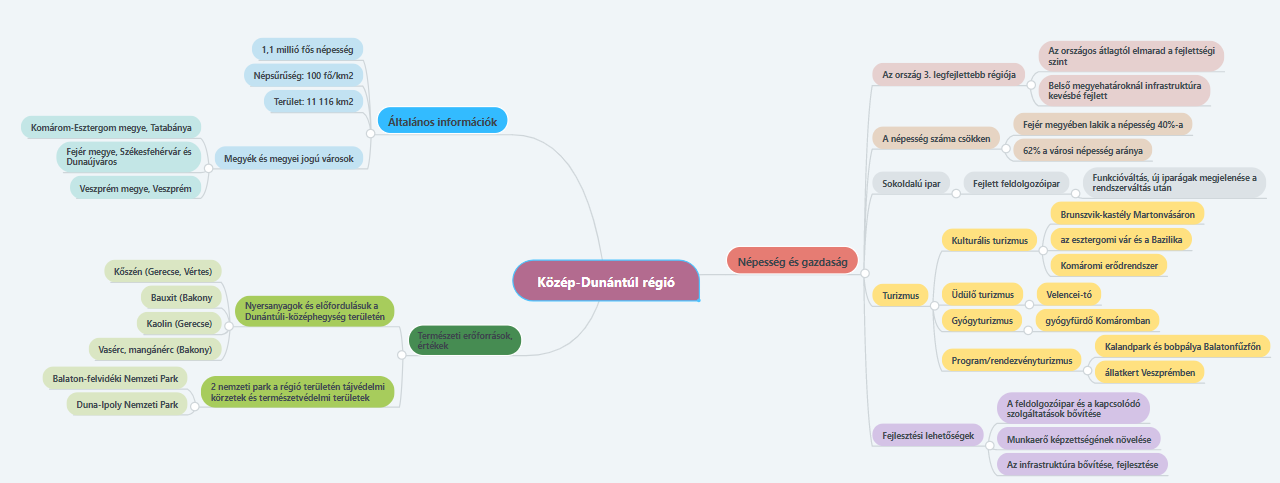 Közép-Dunántúl régió
Általános információk
1,1 millió fős népesség
Népsűrűség: 100 fő/km2
Terület: 11 116 km2
Megyék és megyei jogú városok
Komárom-Esztergom megye, Tatabánya
Fejér megye, Székesfehérvár és
Dunaújváros
Veszprém megye, Veszprém
Természeti erőforrások,
értékek
Nyersanyagok és előfordulásuk a
Dunántúli-középhegység területén
Kőszén (Gerecse, Vértes)
Bauxit (Bakony
Kaolin (Gerecse)
Vasérc, mangánérc (Bakony)
2 nemzeti park a régió területén tájvédelmi
körzetek és természetvédelmi területek
Balaton-felvidéki Nemzeti Park
Duna-Ipoly Nemzeti Park
Népesség és gazdaság
Az ország 3. legfejlettebb régiója
Az országos átlagtól elmarad a fejlettségi
szint
Belső megyehatároknál infrastruktúra
kevésbé fejlett
A népesség száma csökken
Fejér megyében lakik a népesség 40%-a
62% a városi népesség aránya
Sokoldalú ipar
Fejlett feldolgozóipar
Funkcióváltás, új iparágak megjelenése a
rendszerváltás után
Turizmus
Kulturális turizmus
Brunszvik-kastély Martonvásáron
az esztergomi vár és a Bazilika
Komáromi erődrendszer
Üdülő turizmus
Velencei-tó
Gyógyturizmus
gyógyfürdő Komáromban
Program/rendezvényturizmus
Kalandpark és bobpálya Balatonfűzfőn
állatkert Veszprémben
Fejlesztési lehetőségek
A feldolgozóipar és a kapcsolódó
szolgáltatások bővítése
Munkaerő képzettségének növelése
Az infrastruktúra bővítése, fejlesztése